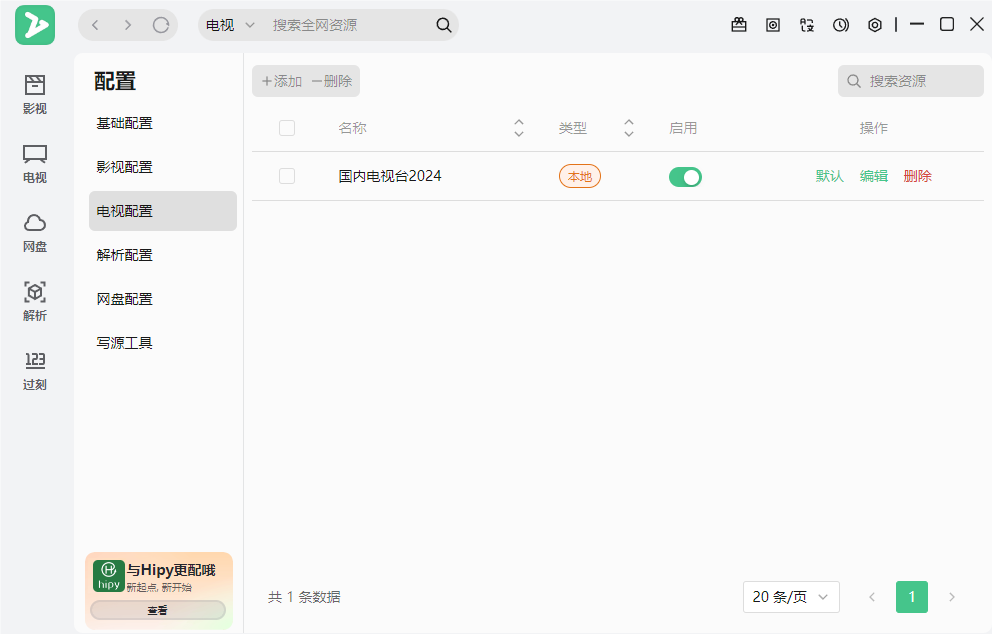 电视 搜索全网资源
影视
电视
网盘
解析
过刻
配置
基础配置
影视配置
电视配置
解析配置
网盘配置
写源工具
hipy
与Hipy更配哦
新起点, 新开始
查看
添加 删除
搜索资源
名称 类型 启用 操作
国内电视台2024 本地 默认 编辑 删除
共 1 条数据
20 条/页
1